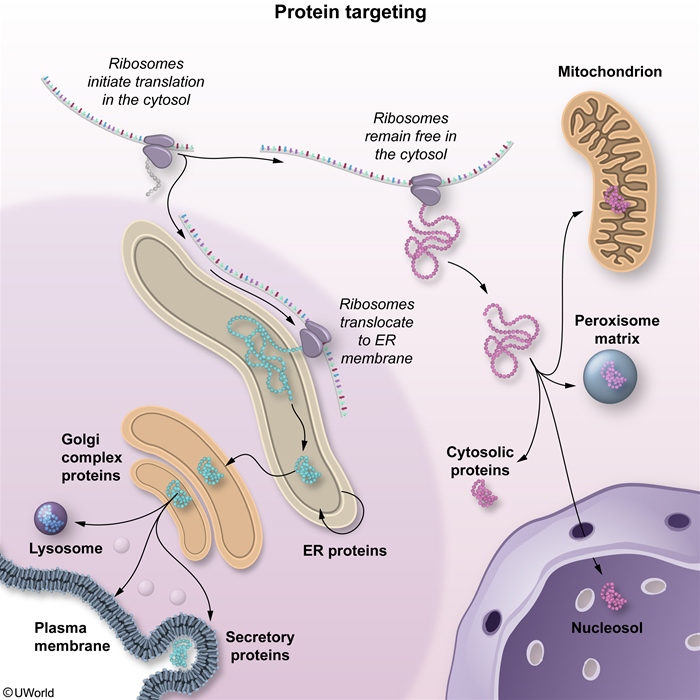 Protein targeting
Ribosomes
initiate translation
in the cytosol
Ribosomes
remain free in
the cytosol
Mitochondrion
Ribosomes
translocate
to ER
membrane
Peroxisome
matrix
Golgi
complex
proteins
Cytosolic
proteins
Lysosome
ER proteins
Plasma
membrane
Secretory
proteins
Nucleosol
©UWorld